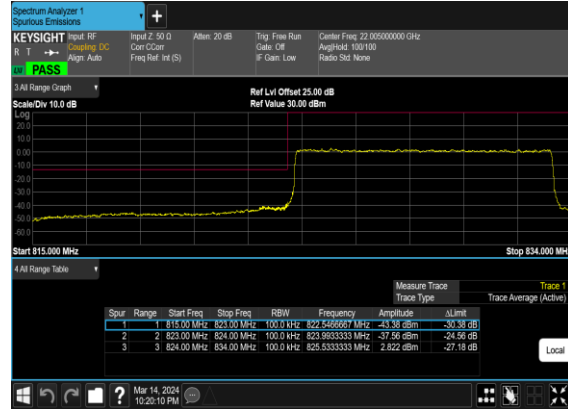 Spectrum Analyzer 1
Spurious Emissions
KEYSIGHT Input: RF Input Z: 50 Ω Atten: 20 dB Trig: Free Run Center Freq: 22.005000000 GHz
R T Coupling: DC Corr CCorr Gate: Off Avg|Hold: 100/100
Align: Auto Freq Ref: Int (S) IF Gain: Low Radio Std: None
PASS
3 All Range Graph Ref Lvl Offset 25.00 dB
Scale/Div 10.0 dB Ref Value 30.00 dBm
Log
20.0
10.0
0.00
-10.0
-20.0
-30.0
-40.0
-50.0
-60.0
Start 815.000 MHz Stop 834.000 MHz
4 All Range Table
Measure Trace Trace 1
Trace Type Trace Average (Active)
Spur Range Start Freq Stop Freq RBW Frequency Amplitude ΔLimit
1 1 815.00 MHz 823.00 MHz 100.0 kHz 822.5466667 MHz -43.38 dBm -30.38 dB
2 2 823.00 MHz 824.00 MHz 100.0 kHz 823.9933333 MHz -37.56 dBm -24.56 dB
3 3 824.00 MHz 834.00 MHz 100.0 kHz 825.5333333 MHz 2.822 dBm -27.18 dB
Local
? Mar 14, 2024
10:20:10 PM